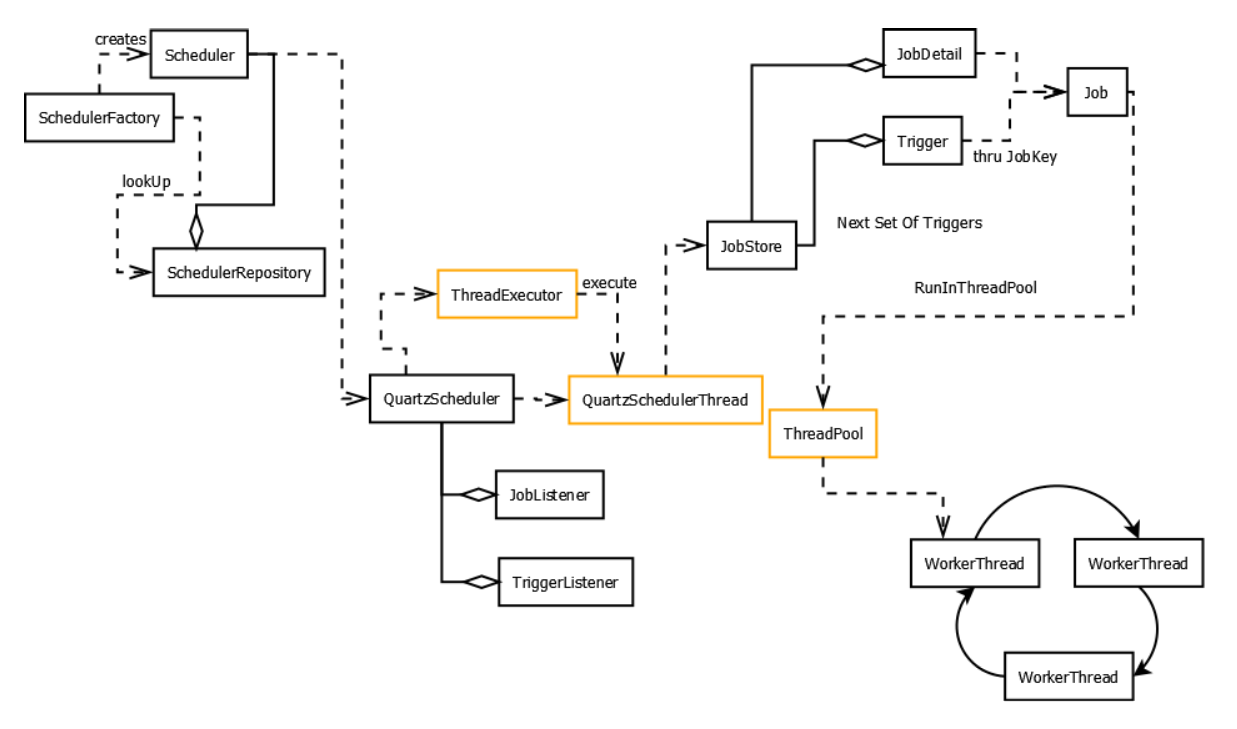 creates
Scheduler
SchedulerFactory
lookUp
SchedulerRepository
JobDetail
Job
Trigger
thru JobKey
JobStore
Next Set Of Triggers
RunInThreadPool
ThreadExecutor
execute
QuartzScheduler
QuartzSchedulerThread
ThreadPool
JobListener
TriggerListener
WorkerThread
WorkerThread
WorkerThread